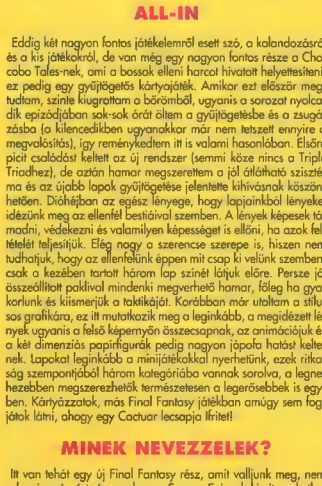 ALL-IN
Eddig két nagyon fontos játékelemről esett szó, a kalandozásró
és a kis játékokról, de van még egy nagyon fontos része a Cho
cobo Tales-nek, ami a bossok elleni harcot hivatott helyettesíteni
ez pedig egy gyűjtögetős kártyajáték. Amikor ezt először meg
tudtam, szinte kiugrottam a bőrömből, ugyanis a sorozat nyolca
dik epizódjában sok-sok órát öltem a gyűjtögetésbe és a zsugá
zásba (a kilencedikben ugyanakkor már nem tetszett ennyire a
megvalósítás), így reménykedtem itt is valami hasonlóban. Elsőr
picit csalódást keltett az új rendszer (semmi köze nincs a Tripl
Triadhez), de aztán hamar megszerettem a jól átlátható sziszté
ma és az újabb lapok gyűjtögetése jelentette kihívásnak köszön
hetően. Dióhéjban az egész lényege, hogy lapjainkból lényeke
idézünk meg az ellenfél bestiáival szemben. A lények képesek tá
madni, védekezni és valamilyen képességet is ellőni, ha azok fel
tételét teljesítjük. Elég nagy a szerencse szerepe is, hiszen nem
tudhatjuk, hogy az ellenfelünk éppen mit csap ki velünk szemben
csak a kezében tartott három lap színét látjuk előre. Persze jó
összeállított paklival mindenki megverhető hamar, főleg ha gya
korlunk és kiismerjük a taktikáját. Korábban már utaltam a stílu
sos grafikára, ez itt mutatkozik meg a leginkább, a megidézett lé
nyek ugyanis a felső képernyőn összecsapnak, az animációjuk é
a két dimenziós papírfigurák pedig nagyon jópofa hatást kelte
nek. Lapokat leginkább a minijátékokkal nyerhetünk, ezek ritka
ság szempontjából három kategóriába vannak sorolva, a legne
hezebben megszerezhetők természetesen a legerősebbek is egy
ben. Kártyázzatok, más Final Fantasy játékban amúgy sem fog
játok látni, ahogy egy Cactuar lecsapja Ifritet!
MINEK NEVEZZELEK?
Itt van tehát egy új Final Fantasy rész, amit valljunk meg, nem